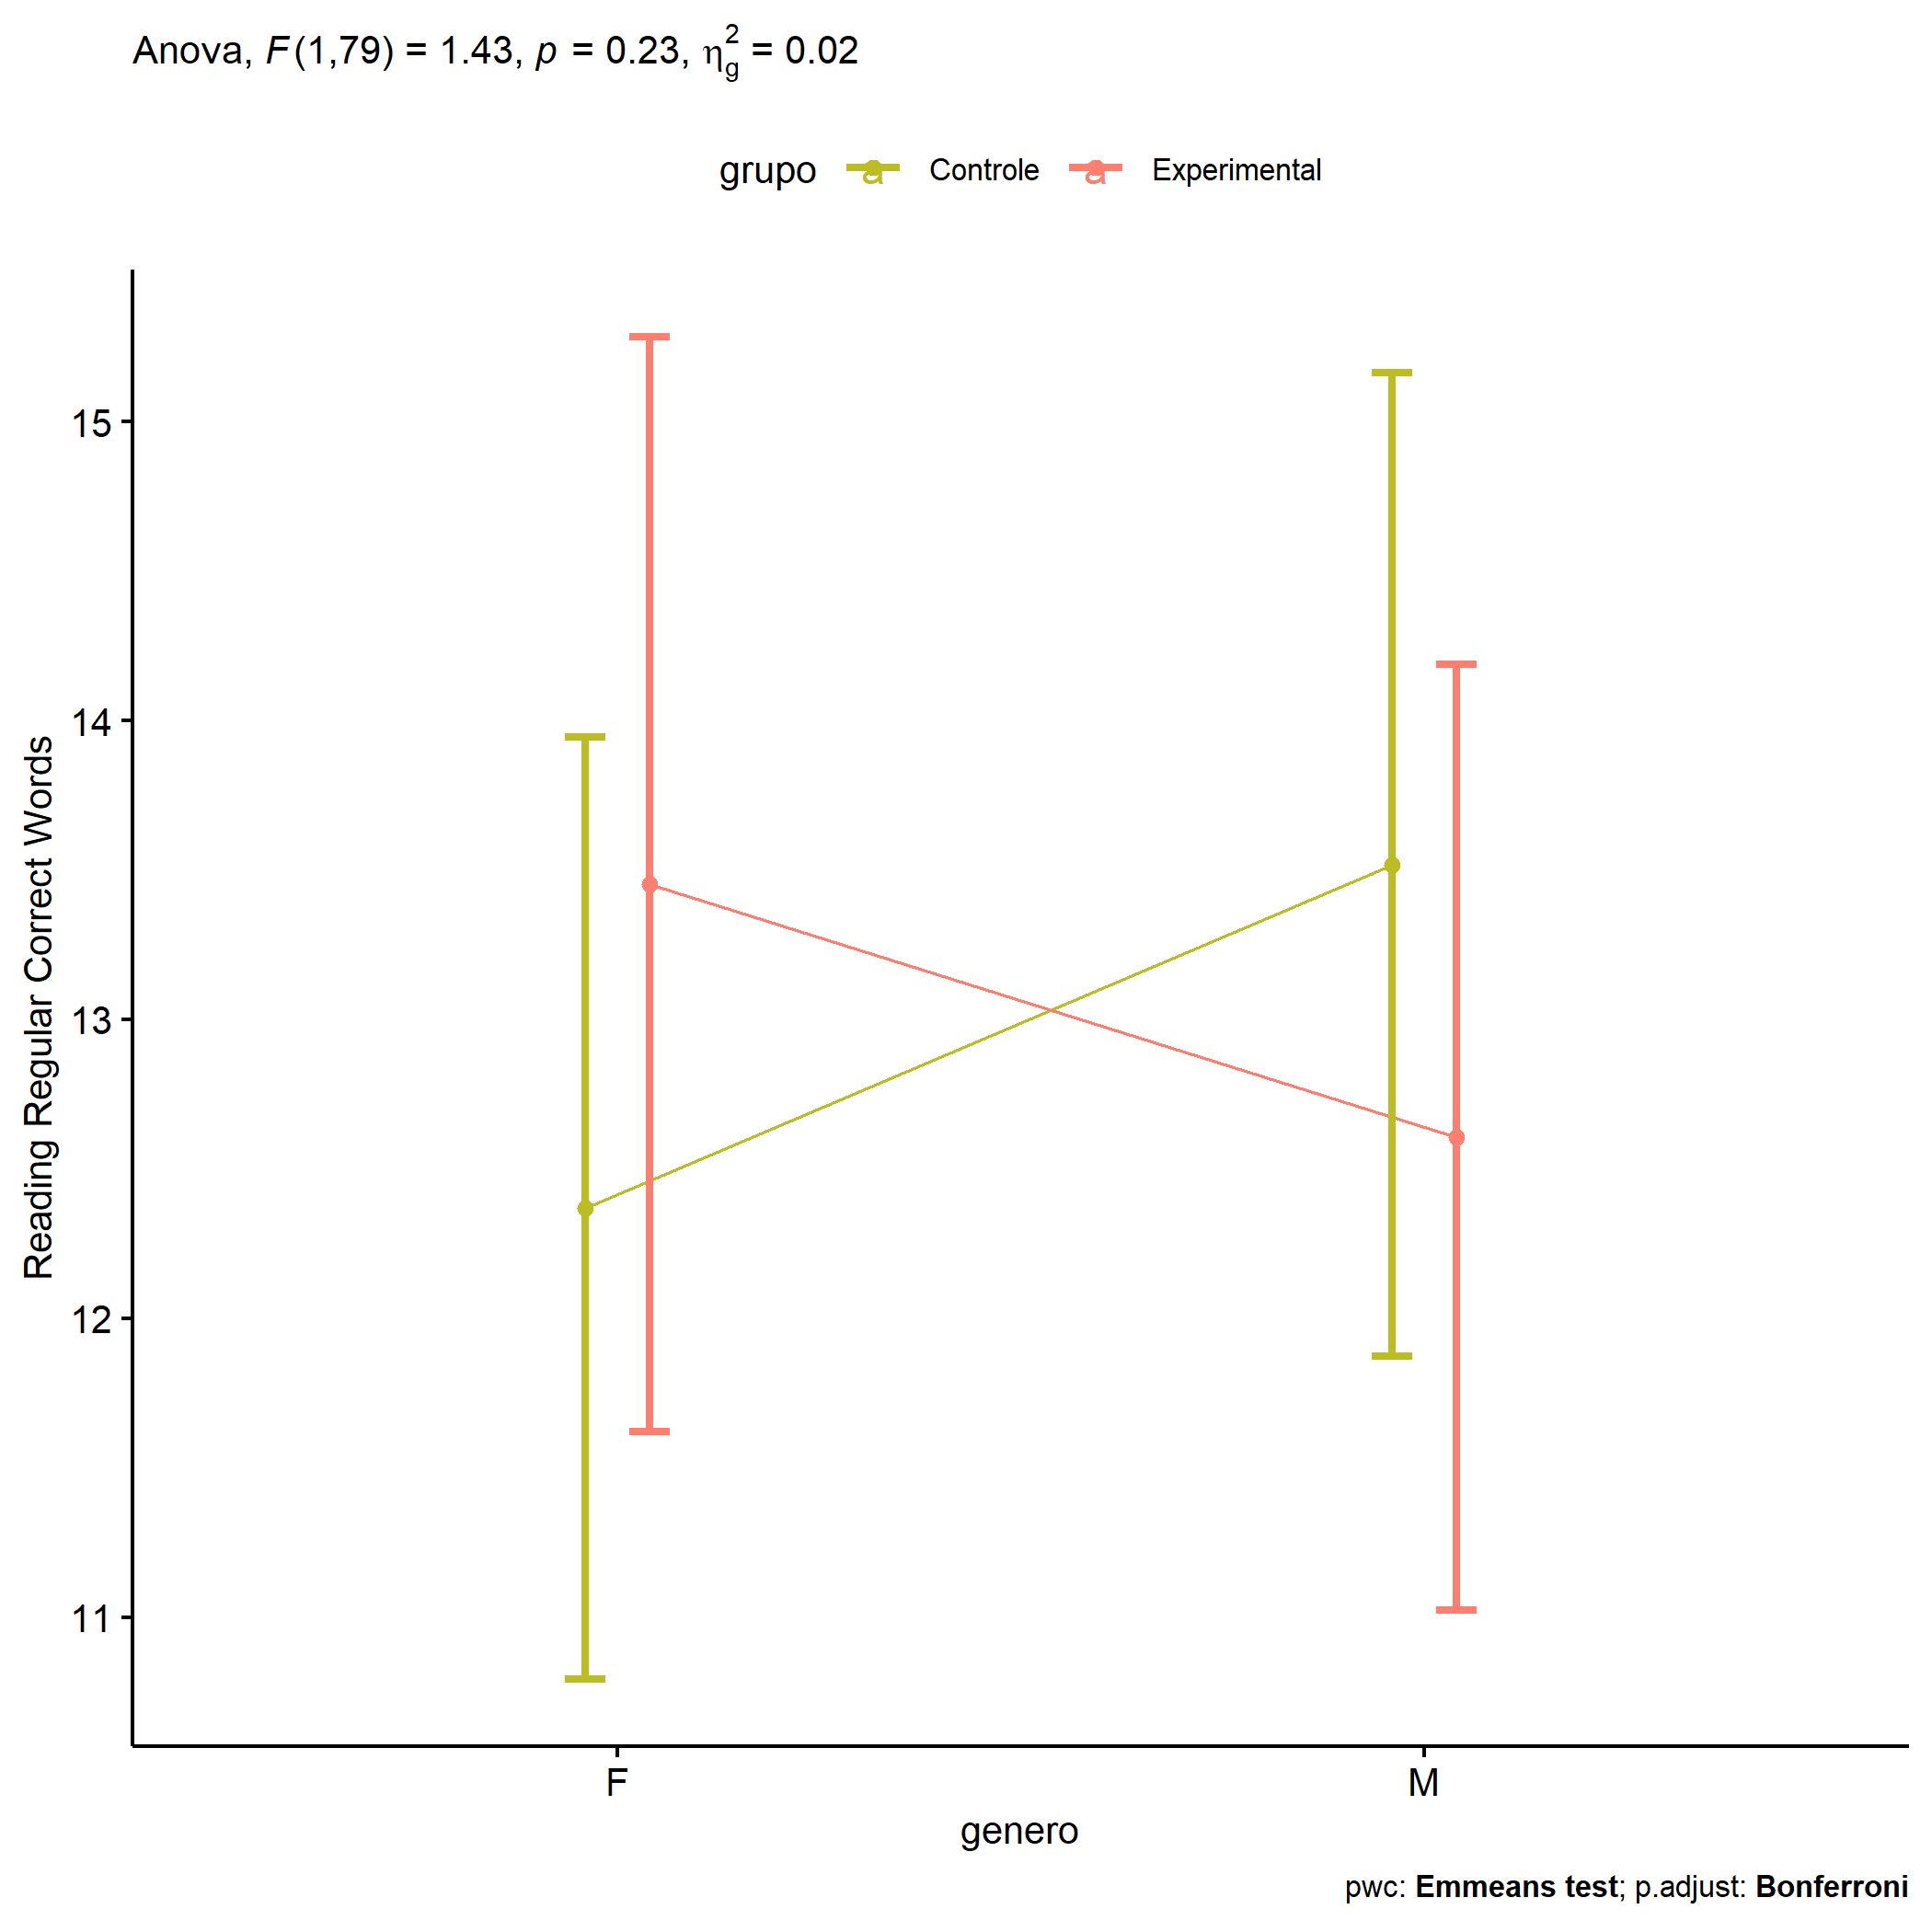 Anova, F(1,79) = 1.43, p = 0.23, η²g = 0.02
grupo a Controle a Experimental
15
14
13
12
11
Reading Regular Correct Words
F M
genero
pwc: Emmeans test; p.adjust: Bonferroni